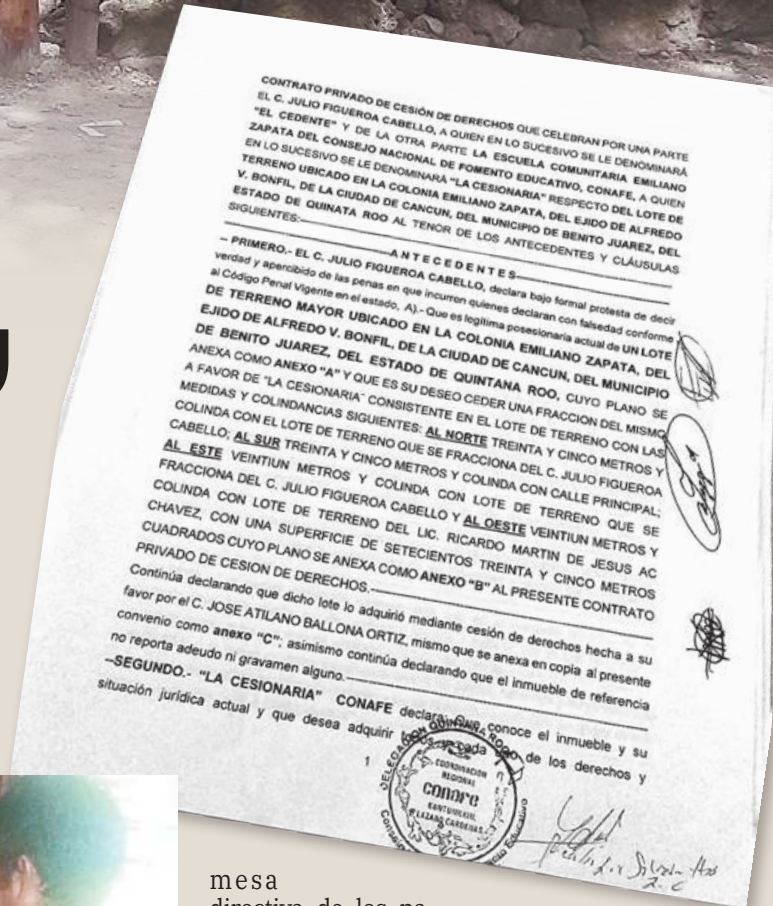 CONTRATO PRIVADO DE CESIÓN DE DERECHOS QUE CELEBRAN POR UNA PARTE
EL C. JULIO FIGUEROA CABELLO, A QUIEN EN LO SUCESIVO SE LE DENOMINARÁ
"EL CEDENTE" Y DE LA OTRA PARTE LA ESCUELA COMUNITARIA EMILIANO
ZAPATA DEL CONSEJO NACIONAL DE FOMENTO EDUCATIVO, CONAFE, A QUIEN
EN LO SUCESIVO SE LE DENOMINARÁ "LA CESIONARIA" RESPECTO DEL LOTE DE
TERRENO UBICADO EN LA COLONIA EMILIANO ZAPATA, DEL EJIDO DE ALFREDO
V. BONFIL, DE LA CIUDAD DE CANCUN, DEL MUNICIPIO DE BENITO JUAREZ, DEL
ESTADO DE QUINATA ROO AL TENOR DE LOS ANTECEDENTES Y CLÁUSULAS
SIGUIENTES:
ANTECEDENTES
– PRIMERO.- EL C. JULIO FIGUEROA CABELLO, declara bajo formal protesta de decir
verdad y apercibido de las penas en que incurren quienes declaran con falsedad conforme
al Código Penal Vigente en el estado, A).- Que es legítima posesionaria actual de UN LOTE
DE TERRENO MAYOR UBICADO EN LA COLONIA EMILIANO ZAPATA, DEL
EJIDO DE ALFREDO V. BONFIL, DE LA CIUDAD DE CANCUN, DEL MUNICIPIO
DE BENITO JUAREZ, DEL ESTADO DE QUINTANA ROO, CUYO PLANO SE
ANEXA COMO ANEXO "A" Y QUE ES SU DESEO CEDER UNA FRACCION DEL MISMO
A FAVOR DE "LA CESIONARIA" CONSISTENTE EN EL LOTE DE TERRENO CON LAS
MEDIDAS Y COLINDANCIAS SIGUIENTES: AL NORTE TREINTA Y CINCO METROS Y
COLINDA CON EL LOTE DE TERRENO QUE SE FRACCIONA DEL C. JULIO FIGUEROA
CABELLO; AL SUR TREINTA Y CINCO METROS Y COLINDA CON CALLE PRINCIPAL;
AL ESTE VEINTIUN METROS Y COLINDA CON LOTE DE TERRENO QUE SE
FRACCIONA DEL C. JULIO FIGUEROA CABELLO Y AL OESTE VEINTIUN METROS Y
COLINDA CON LOTE DE TERRENO DEL LIC. RICARDO MARTIN DE JESUS AC
CHAVEZ, CON UNA SUPERFICIE DE SETECIENTOS TREINTA Y CINCO METROS
CUADRADOS CUYO PLANO SE ANEXA COMO ANEXO "B" AL PRESENTE CONTRATO
PRIVADO DE CESION DE DERECHOS.
Continúa declarando que dicho lote lo adquirió mediante cesión de derechos hecha a su
favor por el C. JOSE ATILANO BALLONA ORTIZ, mismo que se anexa en copia al presente
convenio como anexo "C"; asimismo continúa declarando que el inmueble de referencia
no reporta adeudo ni gravamen alguno.
--SEGUNDO.- "LA CESIONARIA" CONAFE declara: Que conoce el inmueble y su
situación jurídica actual y que desea adquirir de los derechos y
1
DELEGACION QUINTANA ROO
COORDINACIÓN
REGIONAL
conafe
KANTUNILKIN,
LAZARO CARDENAS
Educativo
mesa
directiva de los pa-